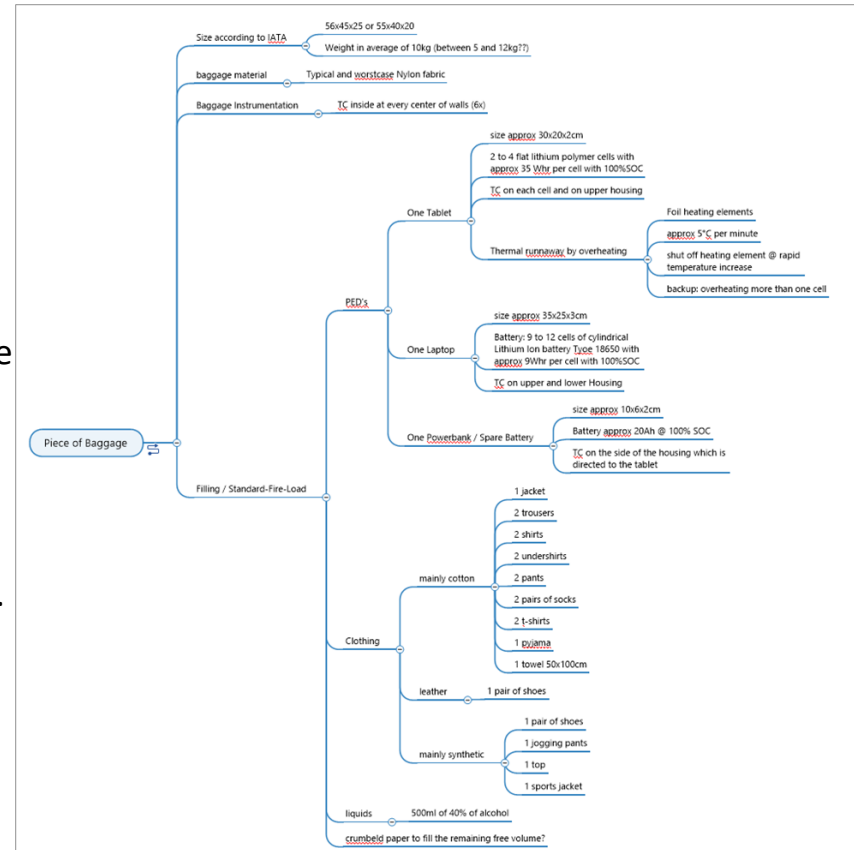 e
.
Piece of Baggage
Size according to IATA
56x45x25 or 55x40x20
Weight in average of 10kg (between 5 and 12kg??)
baggage material
Typical and worstcase Nylon fabric
Baggage Instrumentation
TC inside at every center of walls (6x)
Filling / Standard-Fire-Load
PED's
One Tablet
size approx 30x20x2cm
2 to 4 flat lithium polymer cells with
approx 35 Whr per cell with 100%SOC
TC on each cell and on upper housing
Thermal runnaway by overheating
Foil heating elements
approx 5°C per minute
shut off heating element @ rapid
temperature increase
backup: overheating more than one cell
One Laptop
size approx 35x25x3cm
Battery: 9 to 12 cells of cylindrical
Lithium Ion battery Tyoe 18650 with
approx 9Whr per cell with 100%SOC
TC on upper and lower Housing
One Powerbank / Spare Battery
size approx 10x6x2cm
Battery approx 20Ah @ 100% SOC
TC on the side of the housing which is
directed to the tablet
Clothing
mainly cotton
1 jacket
2 trousers
2 shirts
2 undershirts
2 pants
2 pairs of socks
2 t-shirts
1 pyjama
1 towel 50x100cm
leather
1 pair of shoes
mainly synthetic
1 pair of shoes
1 jogging pants
1 top
1 sports jacket
liquids
500ml of 40% of alcohol
crumbeld paper to fill the remaining free volume?